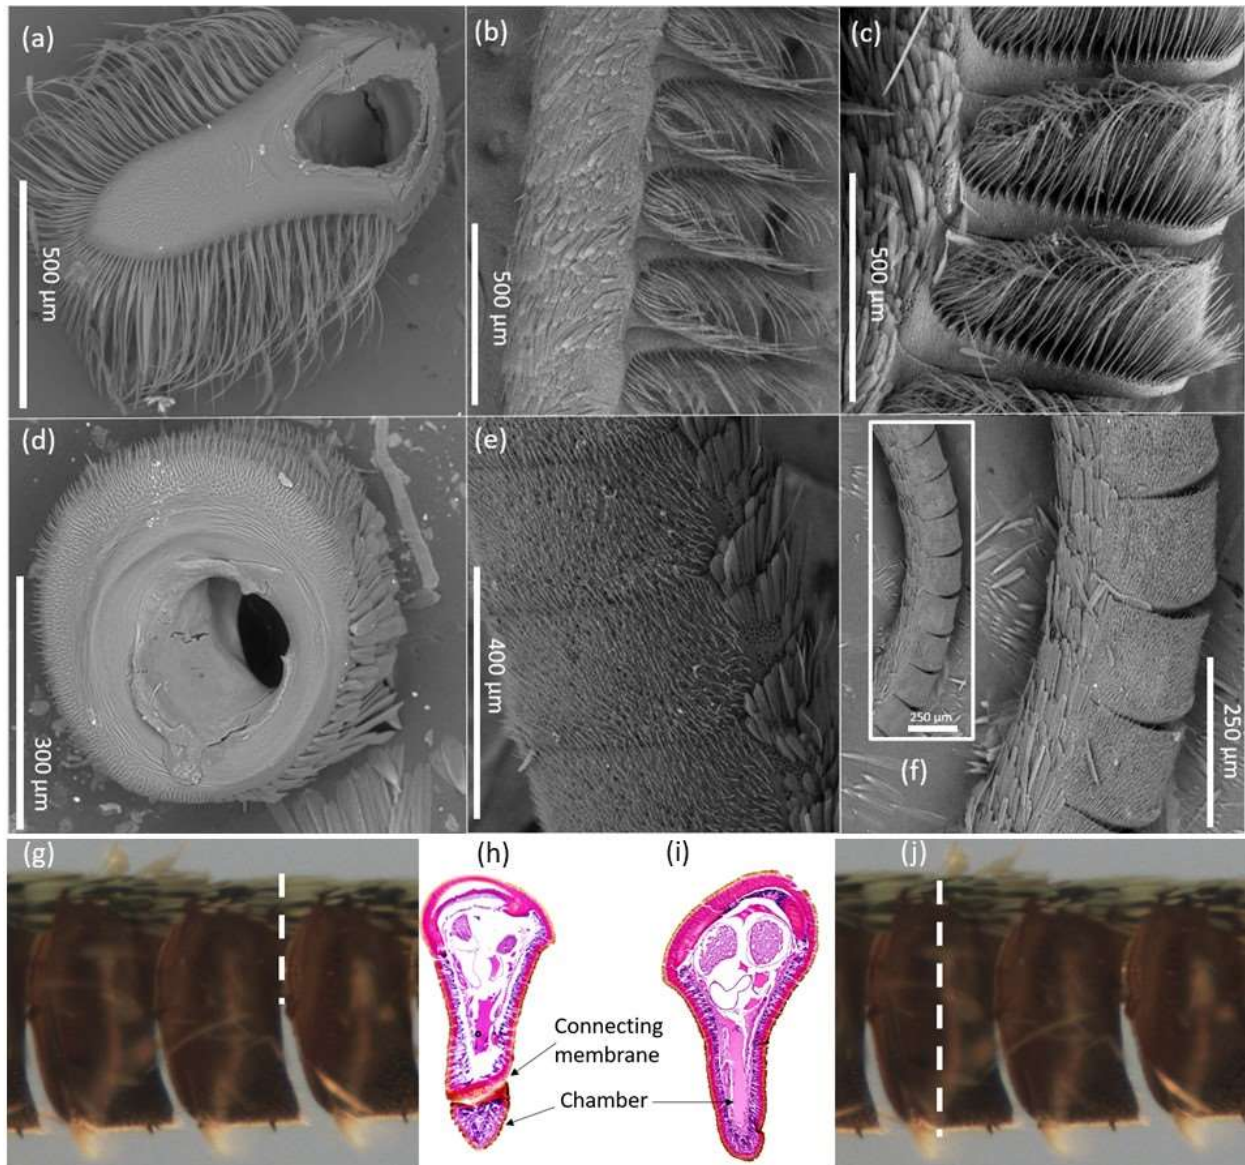 (a)
500 µm
(b)
500 µm
(c)
500 µm
(d)
300 µm
(e)
400 µm
250 µm
(f)
250 µm
(g)
(h)
(i)
(j)
Connecting
membrane
Chamber